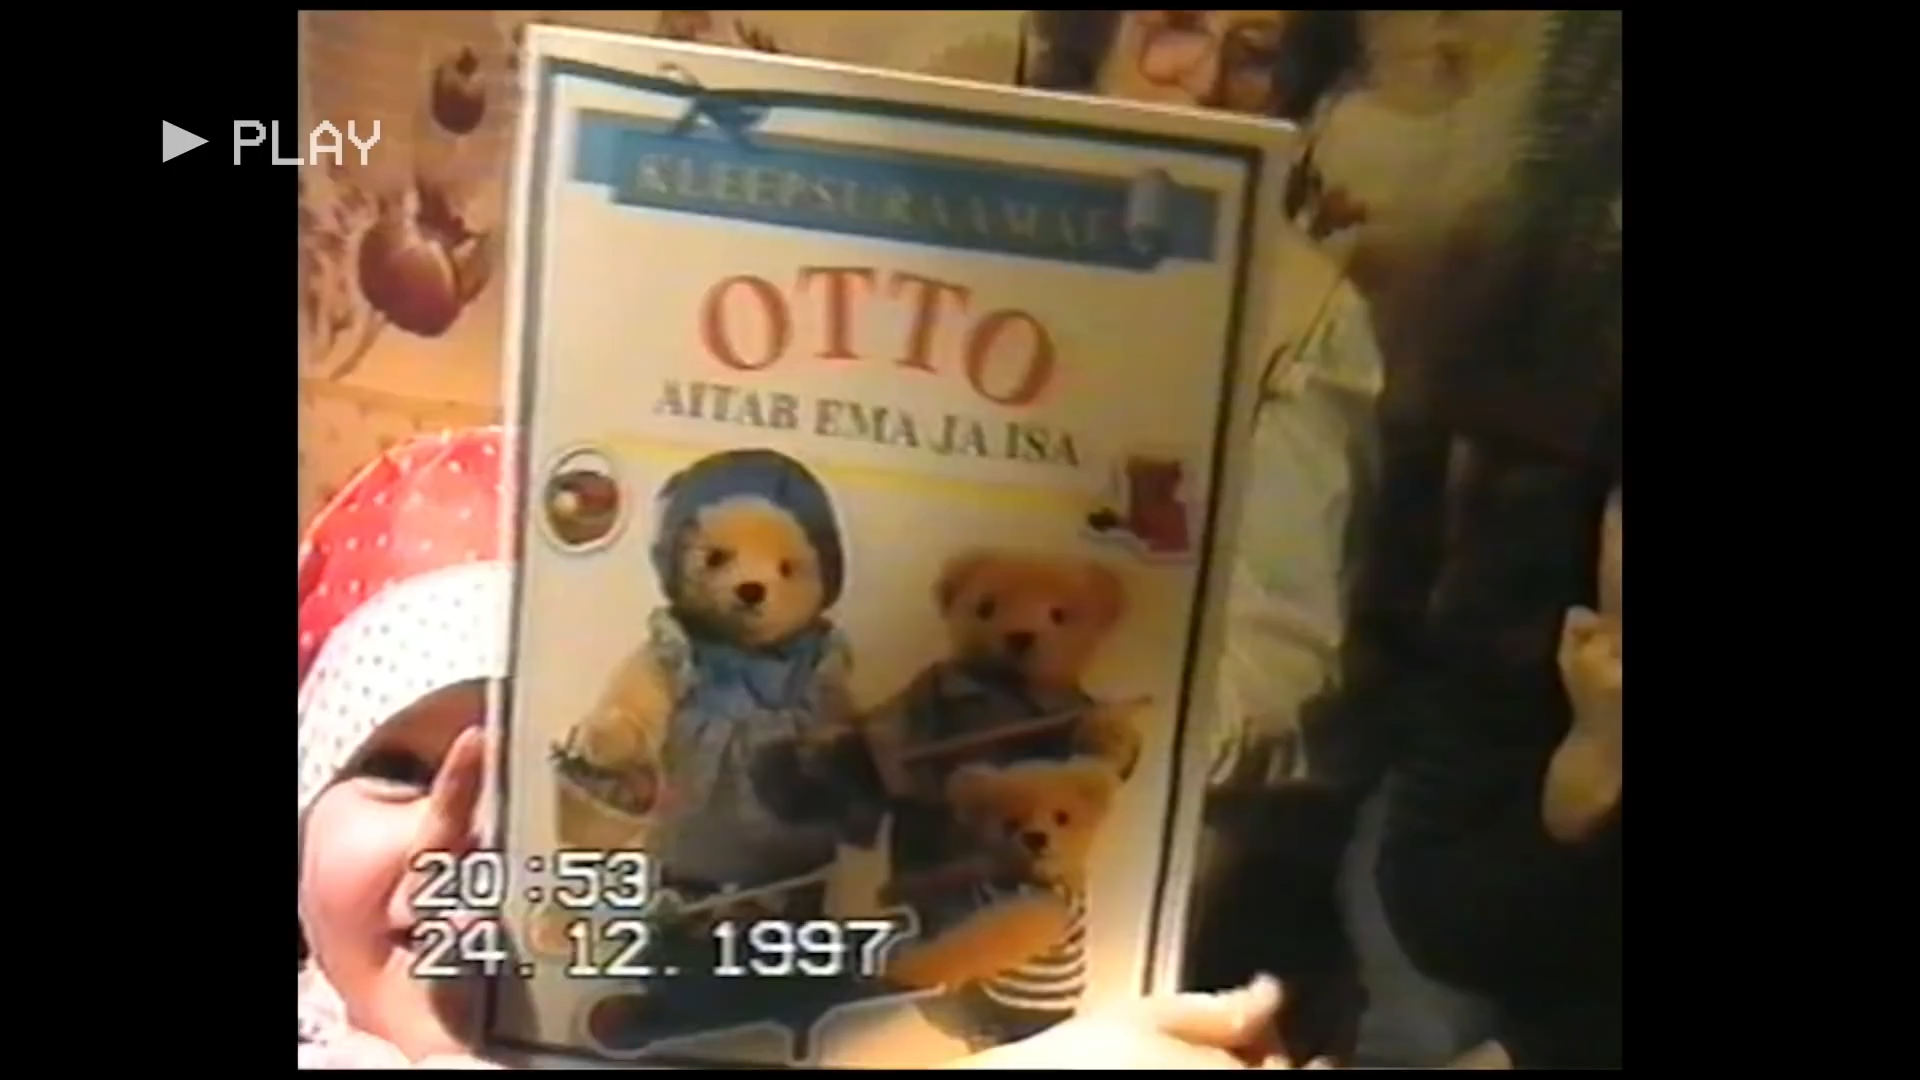 PLAY
KLEEPSURAAMAT
OTTO
AITAB EMA JA ISA
20:53
24.12.1997